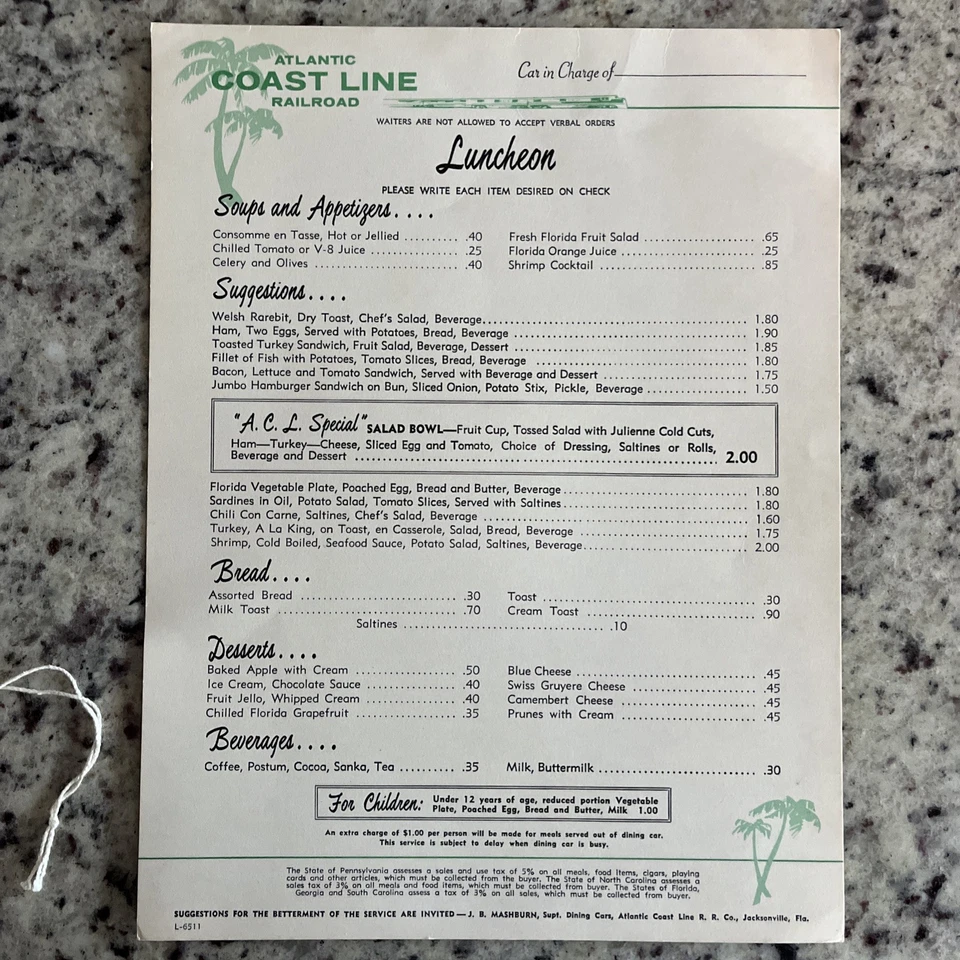 ATLANTIC
COAST LINE
RAILROAD
Car in Charge of
WAITERS ARE NOT ALLOWED TO ACCEPT VERBAL ORDERS
Luncheon
PLEASE WRITE EACH ITEM DESIRED ON CHECK
Soups and Appetizers....
Consomme en Tasse, Hot or Jellied .......... .40
Chilled Tomato or V-8 Juice ................ .25
Celery and Olives ........................ .40
Fresh Florida Fruit Salad .................... .65
Florida Orange Juice ........................ .25
Shrimp Cocktail ............................ .85
Suggestions....
Welsh Rarebit, Dry Toast, Chef's Salad, Beverage........................ 1.80
Ham, Two Eggs, Served with Potatoes, Bread, Beverage ........................ 1.90
Toasted Turkey Sandwich, Fruit Salad, Beverage, Dessert ........................ 1.85
Fillet of Fish with Potatoes, Tomato Slices, Bread, Beverage ........................ 1.80
Bacon, Lettuce and Tomato Sandwich, Served with Beverage and Dessert ........................ 1.75
Jumbo Hamburger Sandwich on Bun, Sliced Onion, Potato Stix, Pickle, Beverage ................ 1.50
"A. C. L. Special" SALAD BOWL—Fruit Cup, Tossed Salad with Julienne Cold Cuts,
Ham—Turkey—Cheese, Sliced Egg and Tomato, Choice of Dressing, Saltines or Rolls,
Beverage and Dessert ........................ 2.00
Florida Vegetable Plate, Poached Egg, Bread and Butter, Beverage ........................ 1.80
Sardines in Oil, Potato Salad, Tomato Slices, Served with Saltines ........................ 1.80
Chili Con Carne, Saltines, Chef's Salad, Beverage ........................ 1.60
Turkey, A La King, on Toast, en Casserole, Salad, Bread, Beverage ........................ 1.75
Shrimp, Cold Boiled, Seafood Sauce, Potato Salad, Saltines, Beverage........................ 2.00
Bread....
Assorted Bread ........................ .30
Milk Toast ........................ .70
Toast ........................ .30
Cream Toast ........................ .90
Saltines ........................ .10
Desserts....
Baked Apple with Cream .................. .50
Ice Cream, Chocolate Sauce .............. .40
Fruit Jello, Whipped Cream .............. .40
Chilled Florida Grapefruit ................ .35
Blue Cheese ........................ .45
Swiss Gruyere Cheese .................... .45
Camembert Cheese ...................... .45
Prunes with Cream ...................... .45
Beverages....
Coffee, Postum, Cocoa, Sanka, Tea .......... .35
Milk, Buttermilk ........................ .30
For Children: Under 12 years of age, reduced portion Vegetable
Plate, Poached Egg, Bread and Butter, Milk 1.00
An extra charge of $1.00 per person will be made for meals served out of dining car.
This service is subject to delay when dining car is busy.
The State of Pennsylvania assesses a sales and use tax of 5% on all meals, food items, cigars, playing
cards and other articles, which must be collected from the buyer. The State of North Carolina assesses a
sales tax of 3% on all meals and food items, which must be collected from buyer. The States of Florida,
Georgia and South Carolina assess a tax of 3% on all sales, which must be collected from buyer.
SUGGESTIONS FOR THE BETTERMENT OF THE SERVICE ARE INVITED — J. B. MASHBURN, Supt. Dining Cars, Atlantic Coast Line R. R. Co., Jacksonville, Fla.
L-6511